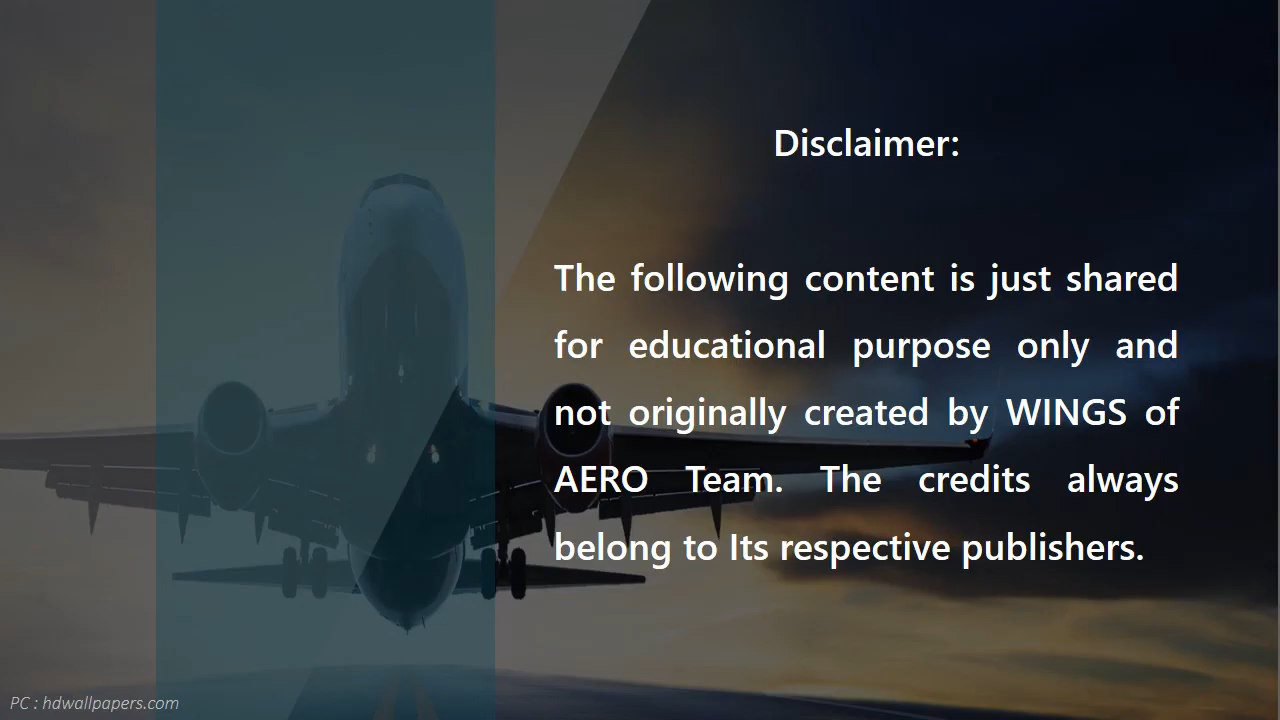 Disclaimer:
The following content is just shared
for educational purpose only and
not originally created by WINGS of
AERO Team. The credits always
belong to Its respective publishers.
PC : hdwallpapers.com